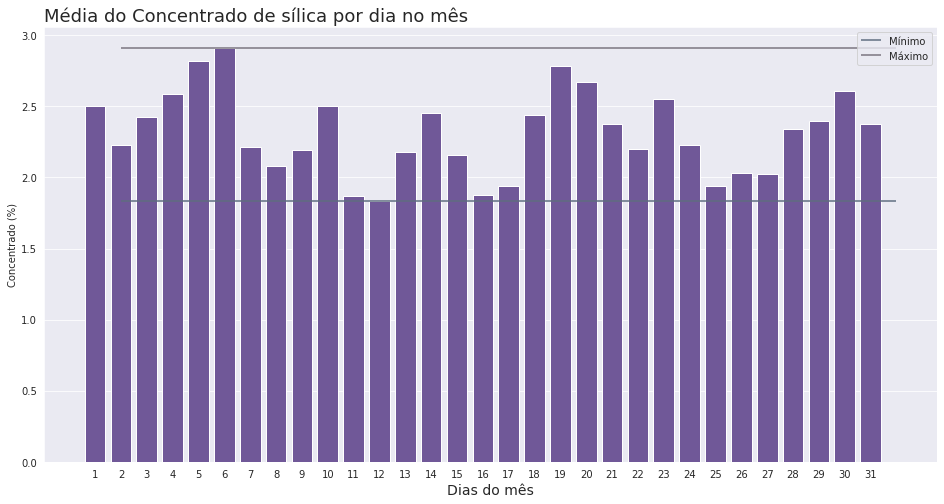 Média do Concentrado de sílica por dia no mês
Mínimo
Máximo
3.0
2.5
2.0
1.5
1.0
0.5
0.0
Concentrado (%)
1 2 3 4 5 6 7 8 9 10 11 12 13 14 15 16 17 18 19 20 21 22 23 24 25 26 27 28 29 30 31
Dias do mês